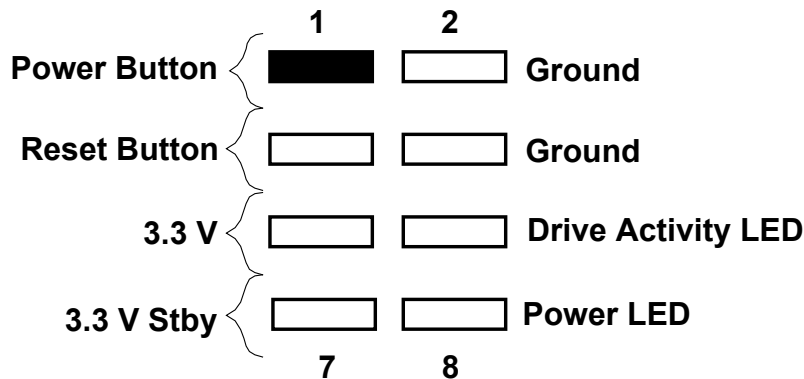 1 2
Power Button Ground
Reset Button Ground
3.3 V Drive Activity LED
3.3 V Stby Power LED
7 8